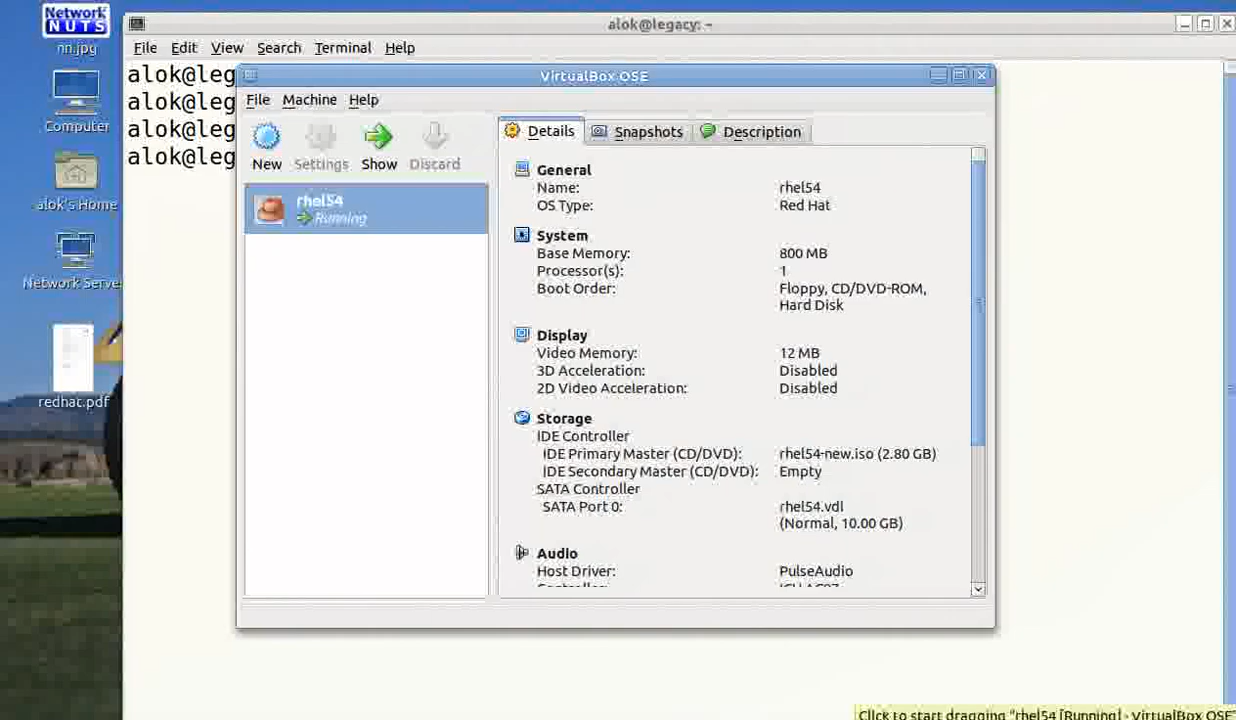 Network
NUTS
nn.jpg
Computer
alok's Home
Network Serve
redhat.pdf
alok@legacy: ~
File Edit View Search Terminal Help
alok@leg
alok@leg
alok@leg
alok@leg
VirtualBox OSE
File Machine Help
New Settings Show Discard
rhel54
Running
Details Snapshots Description
General
Name: rhel54
OS Type: Red Hat
System
Base Memory: 800 MB
Processor(s): 1
Boot Order: Floppy, CD/DVD-ROM,
Hard Disk
Display
Video Memory: 12 MB
3D Acceleration: Disabled
2D Video Acceleration: Disabled
Storage
IDE Controller
IDE Primary Master (CD/DVD): rhel54-new.iso (2.80 GB)
IDE Secondary Master (CD/DVD): Empty
SATA Controller
SATA Port 0: rhel54.vdl
(Normal, 10.00 GB)
Audio
Host Driver: PulseAudio
Click to start dragging "rhel54 [Running] - VirtualBox OSE"